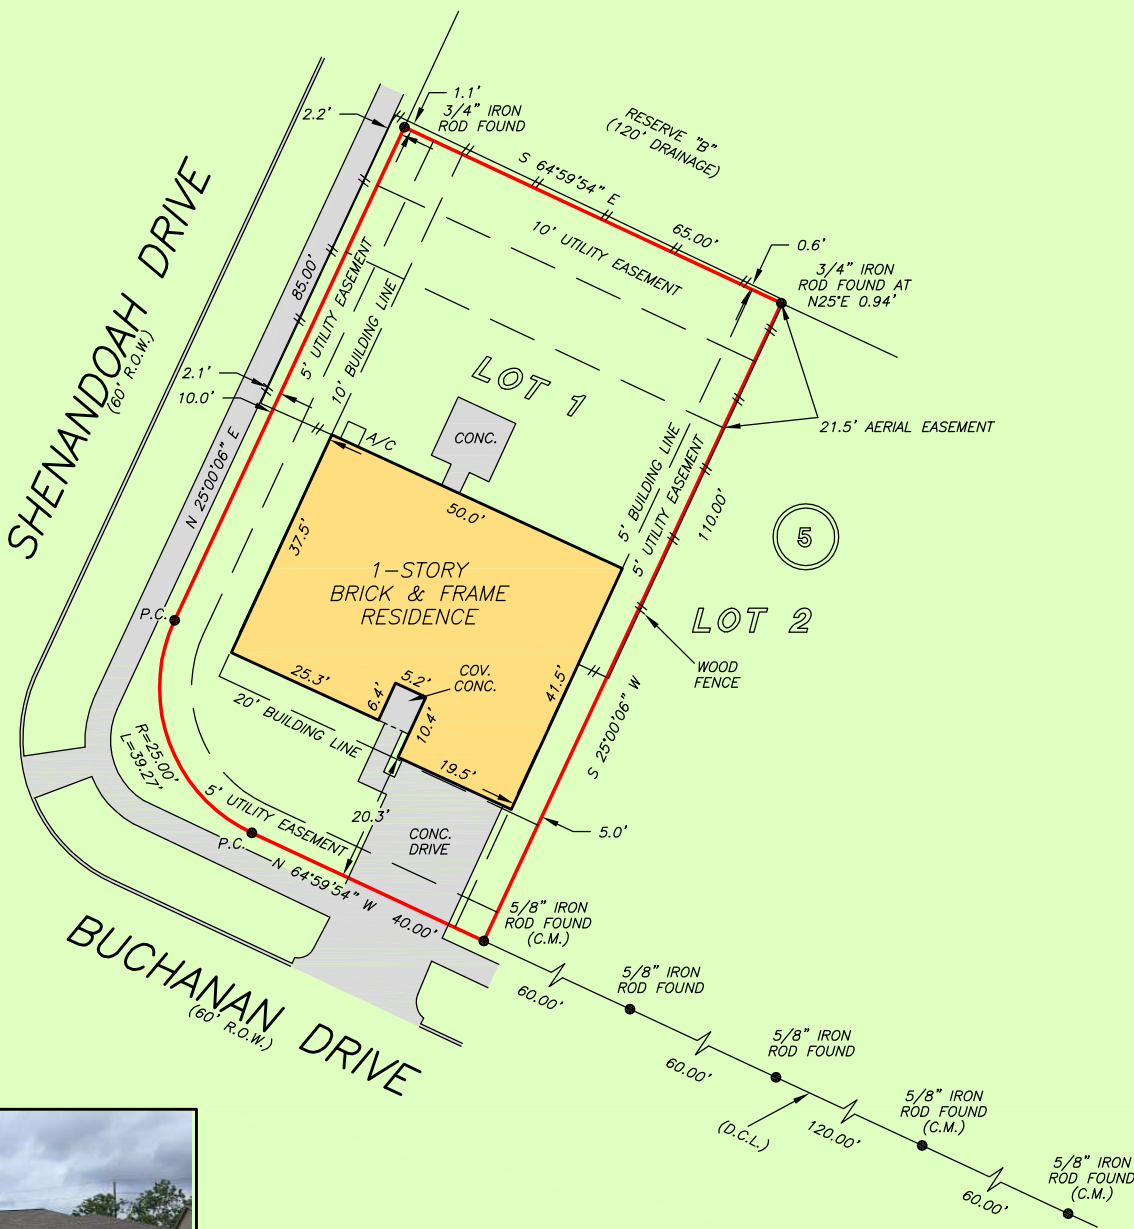 1.1'
3/4" IRON
ROD FOUND
2.2'
RESERVE "B"
(120' DRAINAGE)
S 64°59'54" E
65.00'
10' UTILITY EASEMENT
0.6'
3/4" IRON
ROD FOUND AT
N25°E 0.94'
SHENANDOAH DRIVE
(60' R.O.W.)
85.00'
5' UTILITY EASEMENT
10' BUILDING LINE
2.1'
10.0'
N 25°00'06" E
LOT 1
A/C
CONC.
21.5' AERIAL EASEMENT
5' BUILDING LINE
5' UTILITY EASEMENT
110.00'
5
LOT 2
50.0'
37.5'
1-STORY
BRICK & FRAME
RESIDENCE
P.C.
WOOD
FENCE
25.3'
5.2'
COV.
CONC.
6.4'
10.4'
41.5'
20' BUILDING LINE
19.5'
S 25°00'06" W
R=25.00'
L=39.27'
5' UTILITY EASEMENT
20.3'
CONC.
DRIVE
5.0'
P.C.
N 64°59'54" W
40.00'
5/8" IRON
ROD FOUND
(C.M.)
BUCHANAN DRIVE
(60' R.O.W.)
60.00'
5/8" IRON
ROD FOUND
60.00'
5/8" IRON
ROD FOUND
(D.C.L.)
120.00'
5/8" IRON
ROD FOUND
(C.M.)
60.00'
5/8" IRON
ROD FOUND
(C.M.)